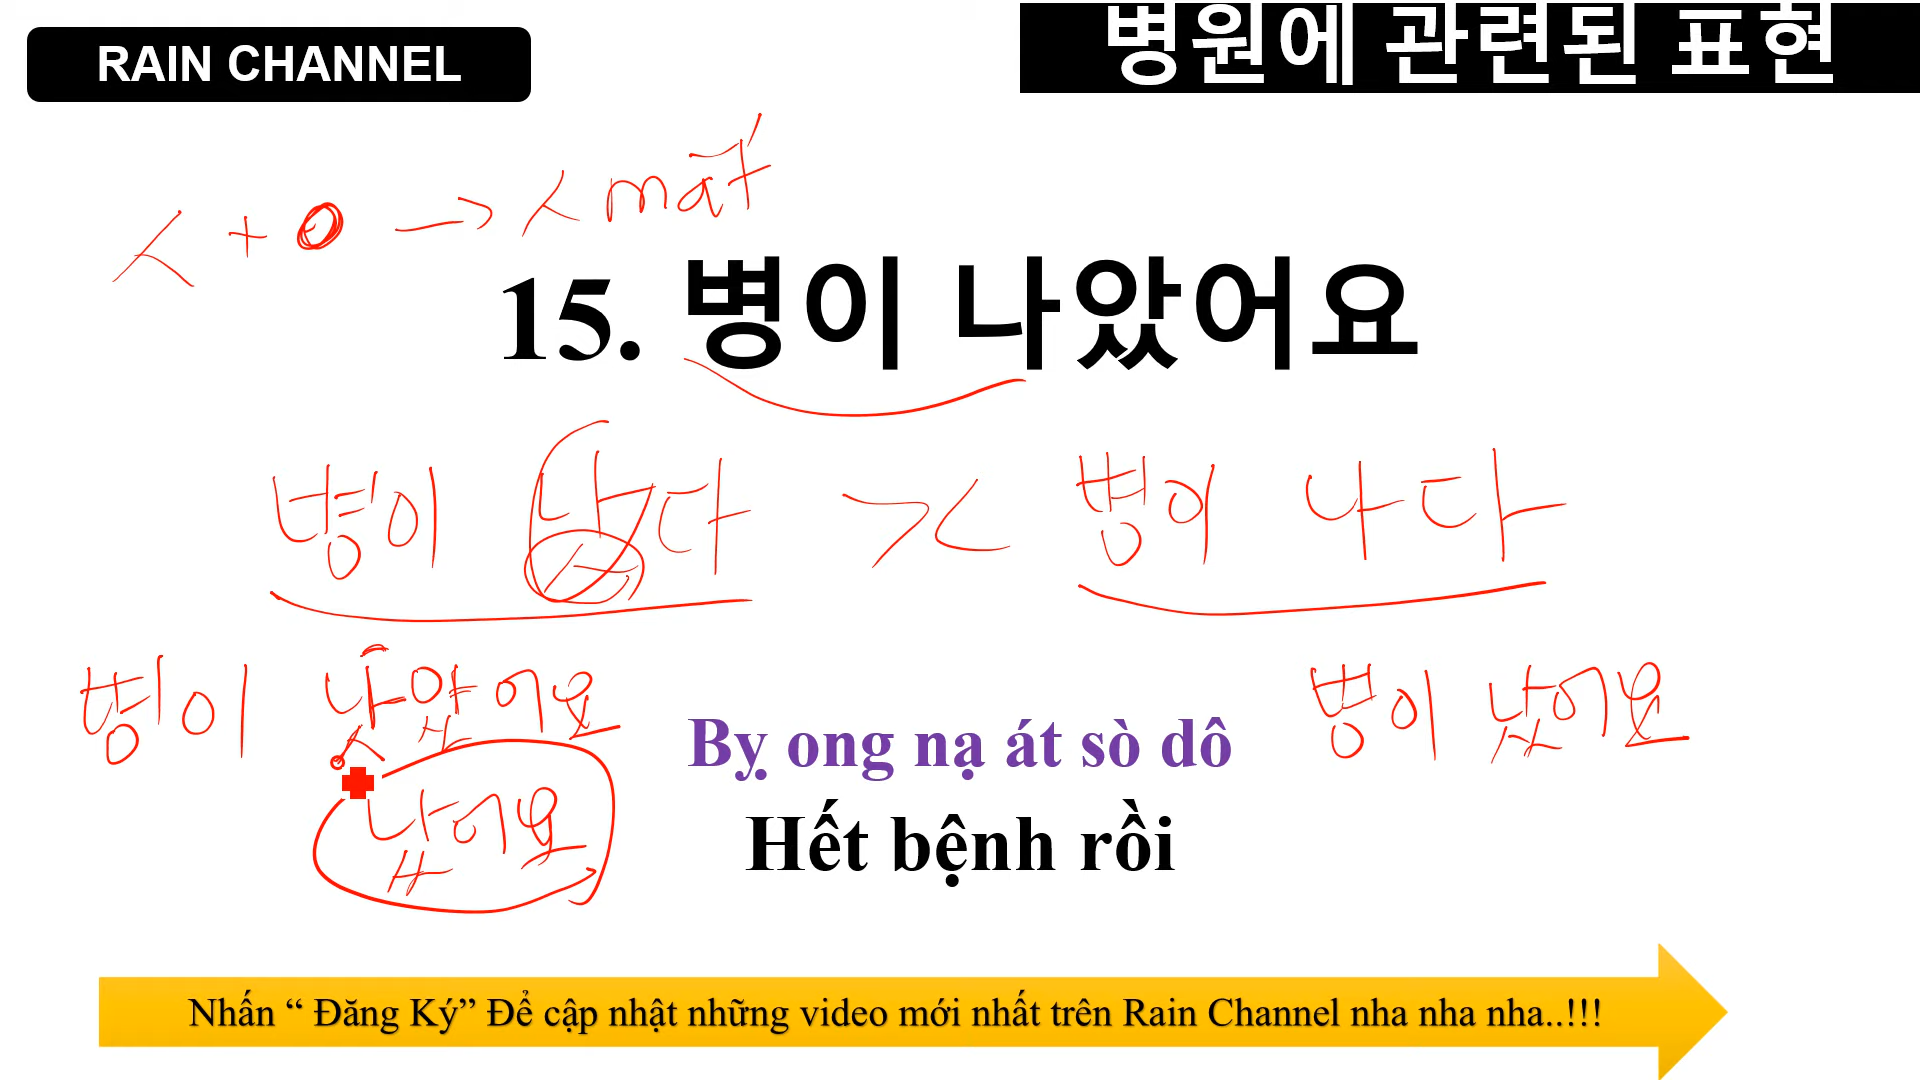 RAIN CHANNEL
병원에 관련된 표현
ㅅ + ㅇ → ㅅ mất
15. 병이 나았어요
병이 낫다 >< 병이 나다
병이 나았어요
병이 났어요
By ong nạ át sò dô
났어요
Hết bệnh rồi
Nhấn “ Đăng Ký” Để cập nhật những video mới nhất trên Rain Channel nha nha nha..!!!